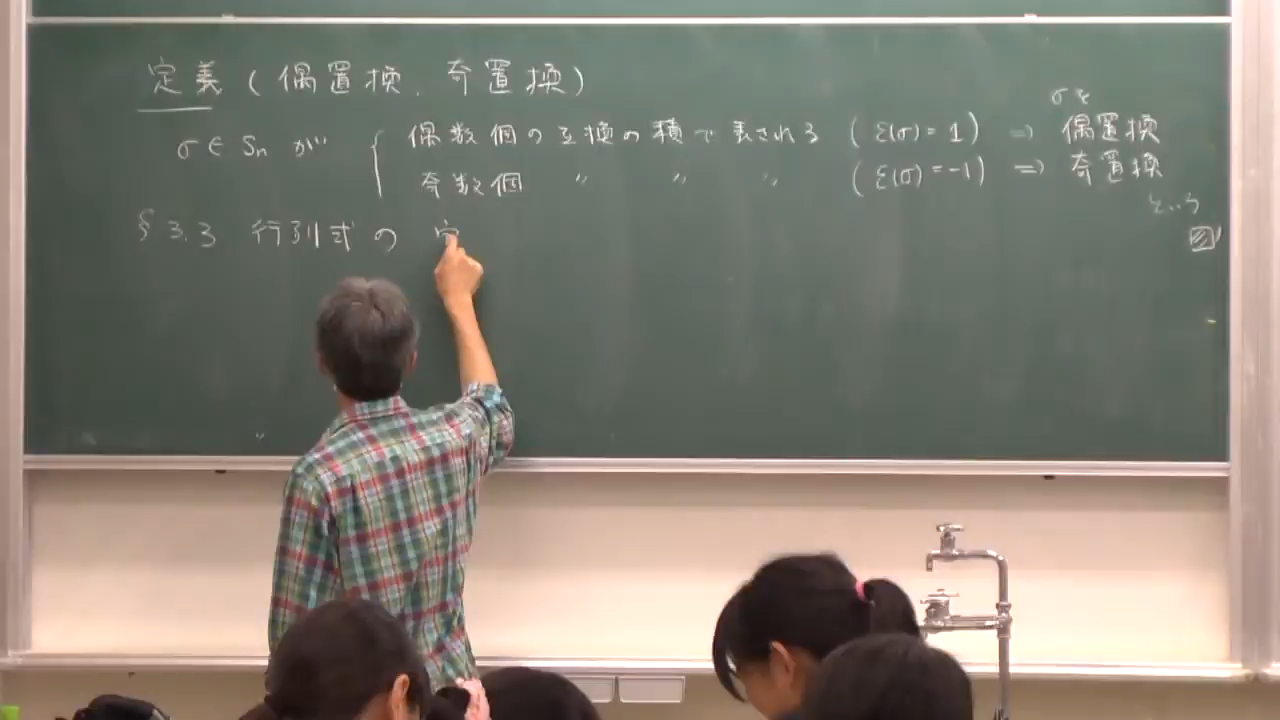 定義 (偶置換, 奇置換)
σ ∈ Sn が { 偶数個の互換の積で表される (ε(σ) = 1) ⇒ σを 偶置換
奇数個 〃 〃 〃 (ε(σ) = -1) ⇒ 奇置換
という
§3.3 行列式の